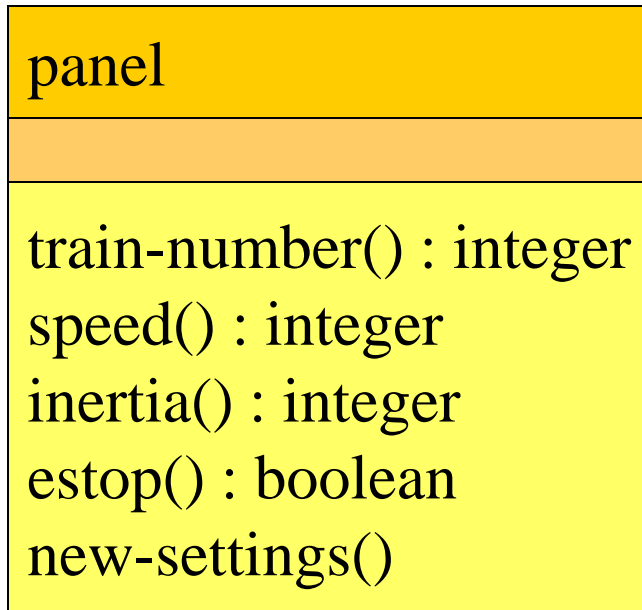 panel
train-number() : integer
speed() : integer
inertia() : integer
estop() : boolean
new-settings()